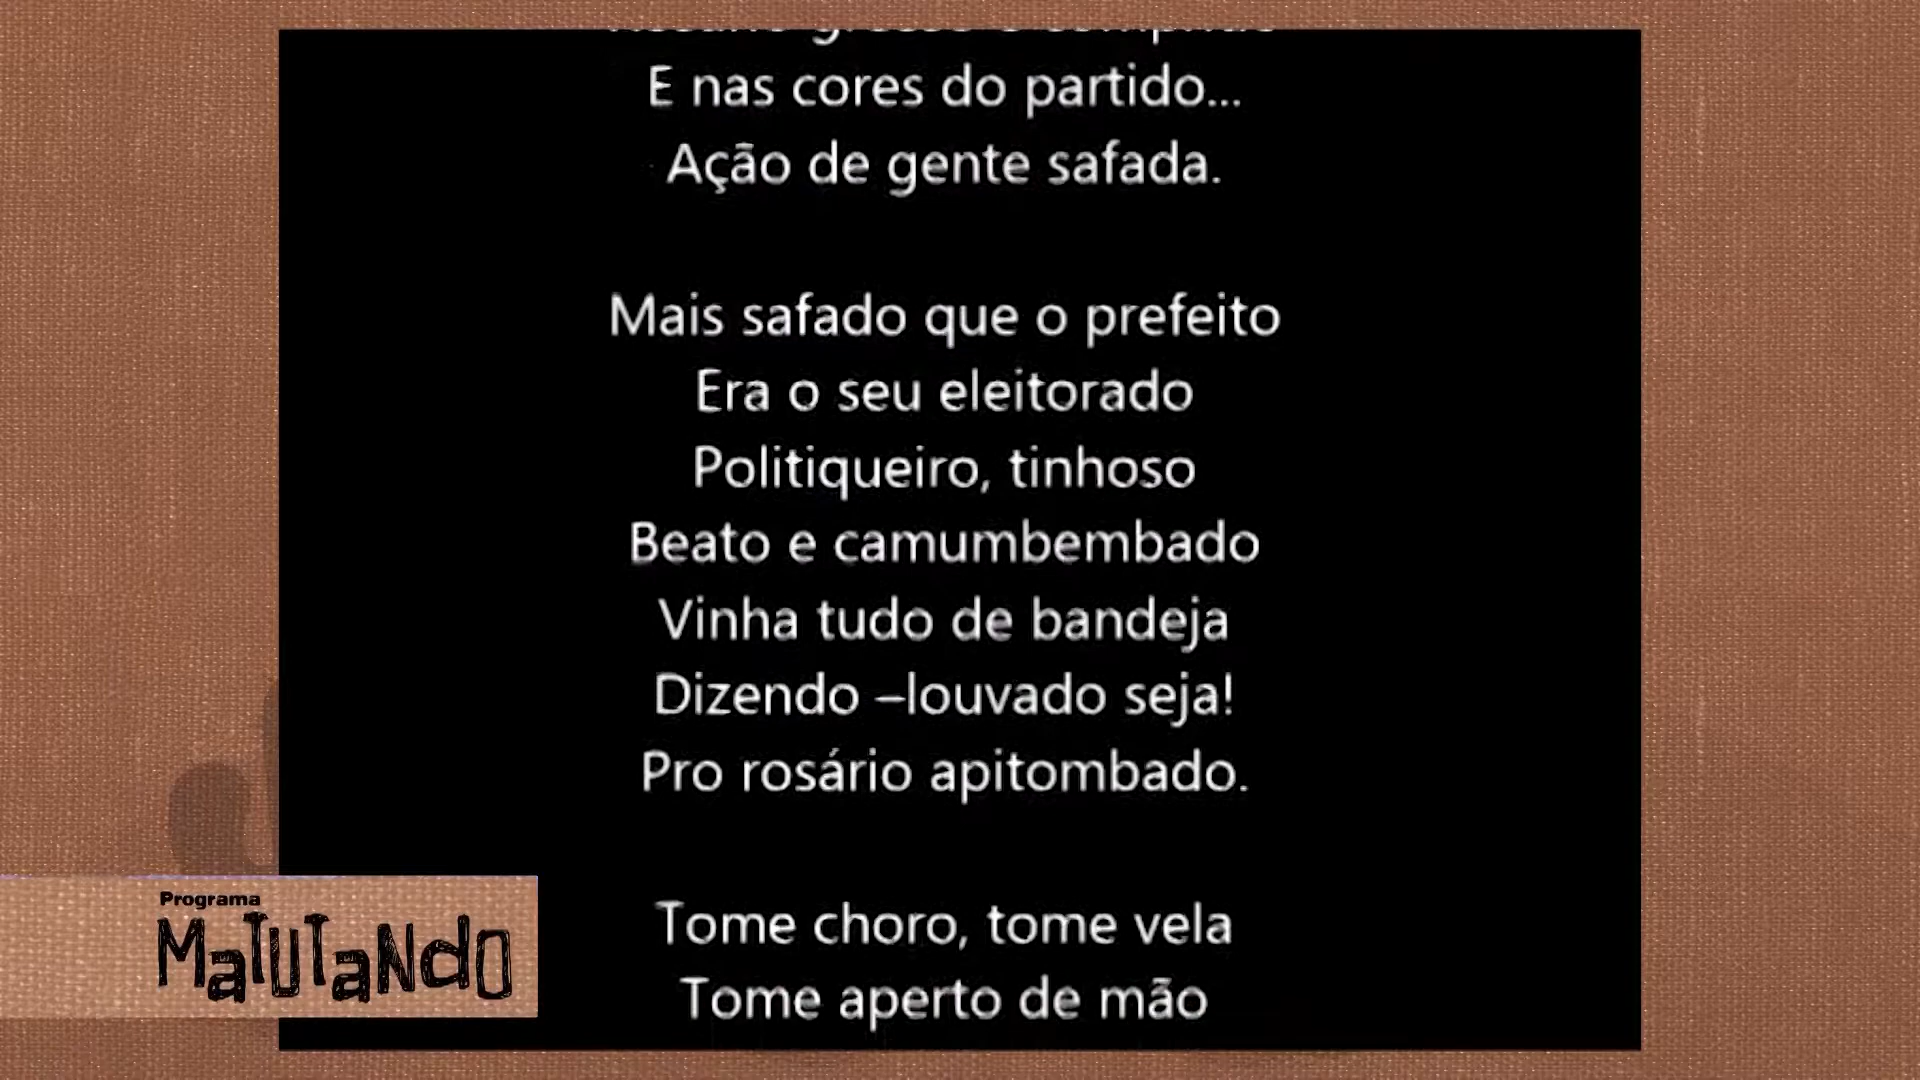 E nas cores do partido...
Ação de gente safada.
Mais safado que o prefeito
Era o seu eleitorado
Politiqueiro, tinhoso
Beato e camumbembado
Vinha tudo de bandeja
Dizendo –louvado seja!
Pro rosário apitombado.
Tome choro, tome vela
Tome aperto de mão
Programa
MaTUTaNdO